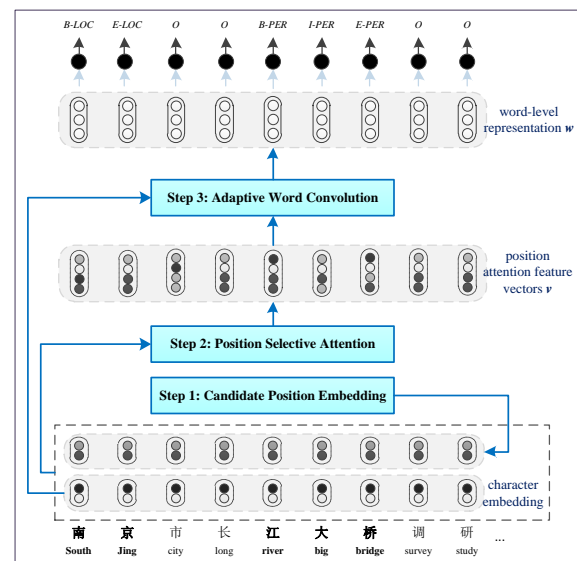 B-LOC E-LOC O O B-PER I-PER E-PER O O
word-level
representation w
Step 3: Adaptive Word Convolution
position
attention feature
vectors v
Step 2: Position Selective Attention
Step 1: Candidate Position Embedding
character
embedding
南 京 市 长 江 大 桥 调 研
South Jing city long river big bridge survey study ...